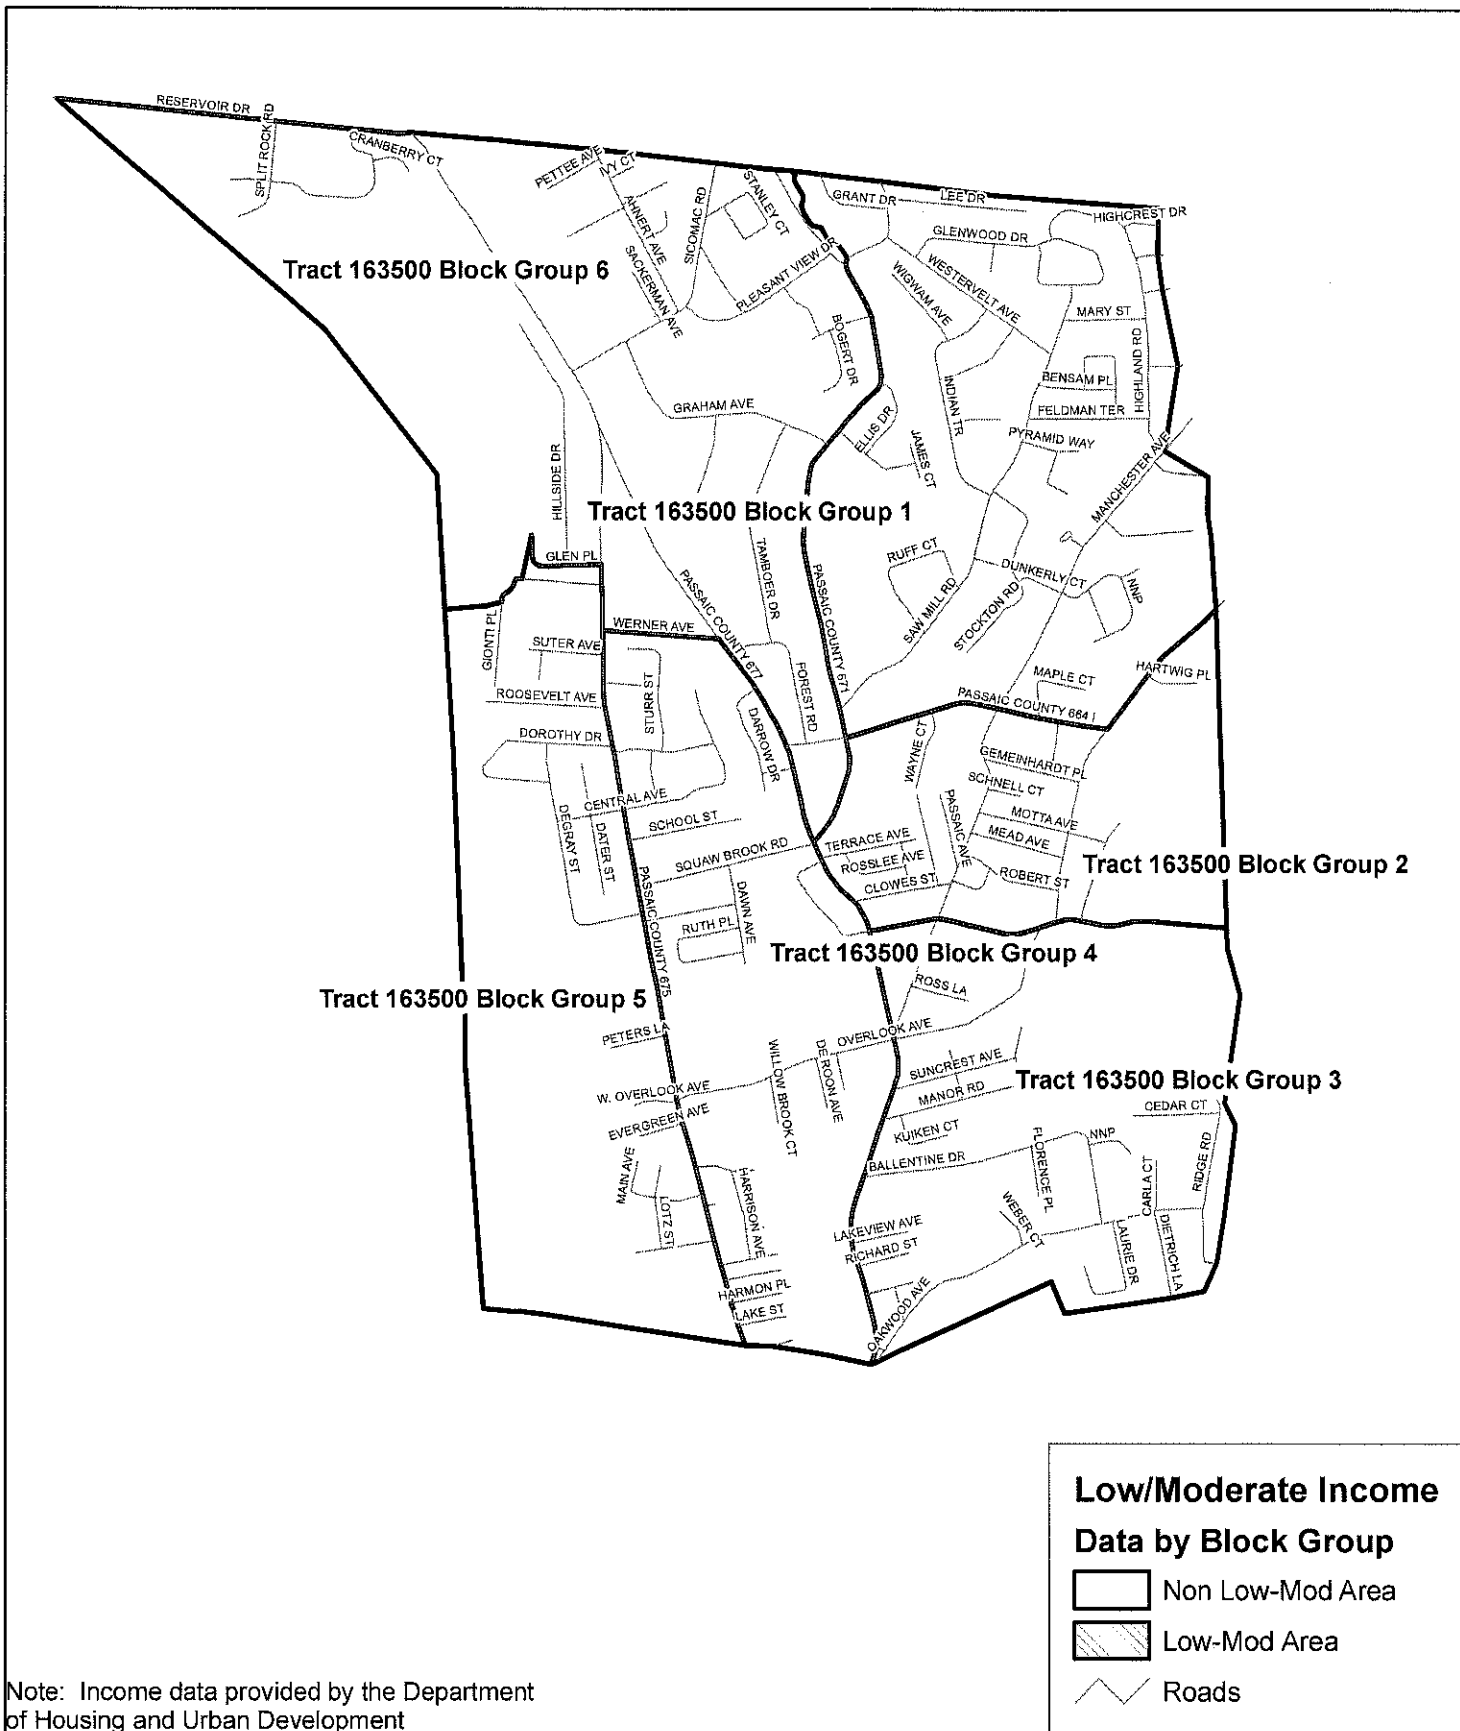 RESERVOIR DR
SPLIT ROCK RD
CRANBERRY CT
PETTEE AVE
IVY CT
AHNERT AVE
SICOMAC RD
STANLEY CT
GRANT DR
LEE DR
HIGHCREST DR
GLENWOOD DR
SACKERMAN AVE
PLEASANT VIEW DR
WIGWAM AVE
WESTERVELT AVE
Tract 163500 Block Group 6
BOGERT DR
MARY ST
HIGHLAND RD
BENSAM PL
INDIAN TR
FELDMAN TER
GRAHAM AVE
ELLIS DR
JAMES CT
PYRAMID WAY
MANCHESTER AVE
HILLSIDE DR
Tract 163500 Block Group 1
TAMBOER DR
RUFF CT
GLEN PL
PASSAIC COUNTY 677
PASSAIC COUNTY 671
SAW MILL RD
DUNKERLY CT
STOCKTON RD
NNP
GIONTI PL
WERNER AVE
SUTER AVE
STURR ST
FOREST RD
MAPLE CT
HARTWIG PL
ROOSEVELT AVE
PASSAIC COUNTY 664 I
DARROW DR
WAYNE CT
DOROTHY DR
GEMEINHARDT PL
SCHNELL CT
CENTRAL AVE
DEGRAY ST
DATER ST
SCHOOL ST
PASSAIC AVE
MOTTA AVE
MEAD AVE
SQUAW BROOK RD
TERRACE AVE
ROSSLEE AVE
CLOWES ST
ROBERT ST
Tract 163500 Block Group 2
PASSAIC COUNTY 675
DAWN AVE
RUTH PL
Tract 163500 Block Group 4
ROSS LA
Tract 163500 Block Group 5
PETERS LA
OVERLOOK AVE
WILLOW BROOK CT
DE ROON AVE
SUNCREST AVE
Tract 163500 Block Group 3
W. OVERLOOK AVE
MANOR RD
CEDAR CT
EVERGREEN AVE
KUIKEN CT
FLORENCE PL
NNP
BALLENTINE DR
RIDGE RD
CARLA CT
MAIN AVE
LOTZ ST
HARRISON AVE
WEBER CT
LAKEVIEW AVE
RICHARD ST
LAURIE DR
DIETRICH LA
HARMON PL
LAKE ST
OAKWOOD AVE
Low/Moderate Income
Data by Block Group
Non Low-Mod Area
Low-Mod Area
Roads
Note: Income data provided by the Department
of Housing and Urban Development